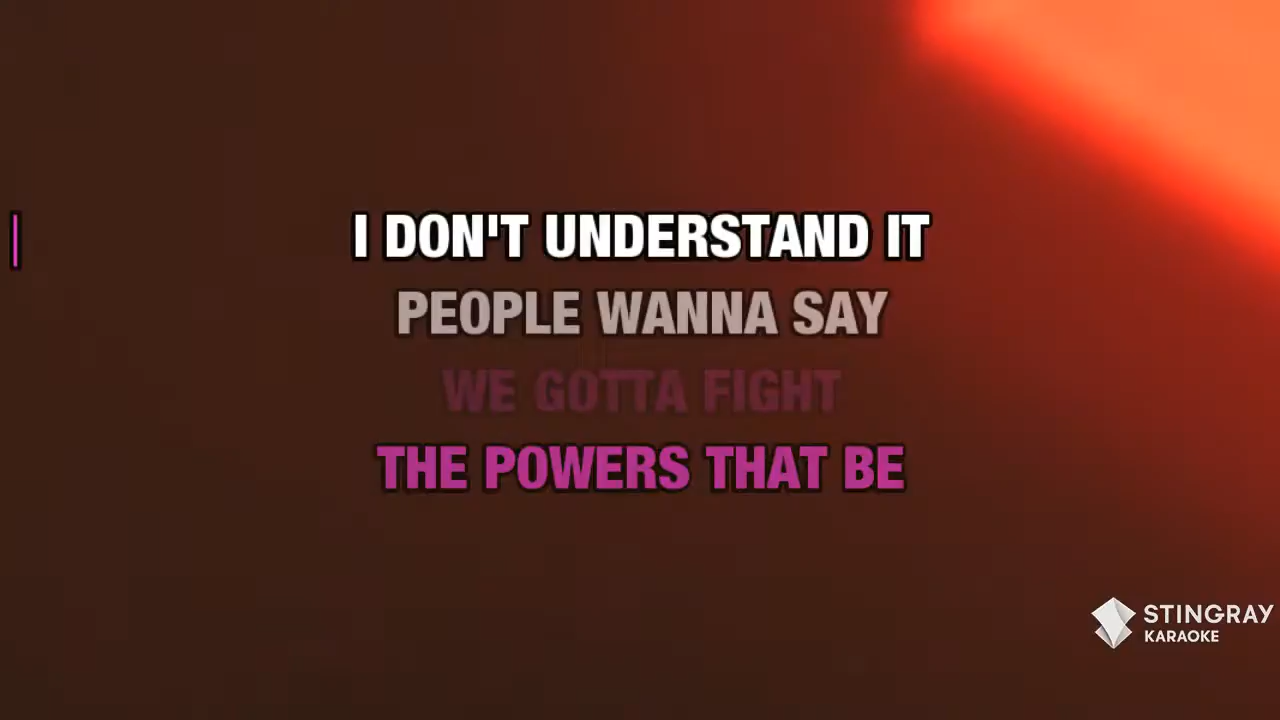 I DON'T UNDERSTAND IT
PEOPLE WANNA SAY
WE GOTTA FIGHT
THE POWERS THAT BE
STINGRAY
KARAOKE